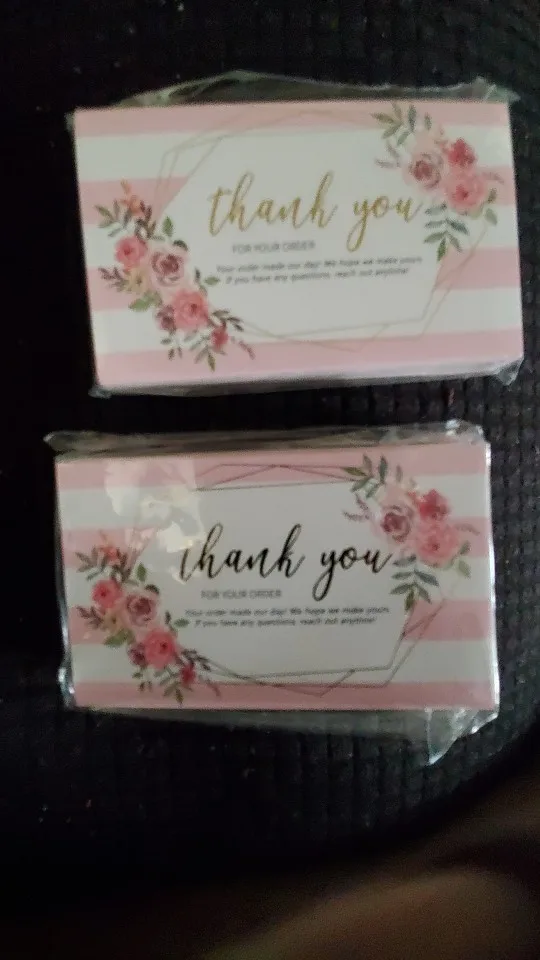 thank you
FOR YOUR ORDER
Your order made our day! We hope we make yours
If you have any questions, reach out anytime!
thank you
FOR YOUR ORDER
Your order made our day! We hope we make yours
If you have any questions, reach out anytime!